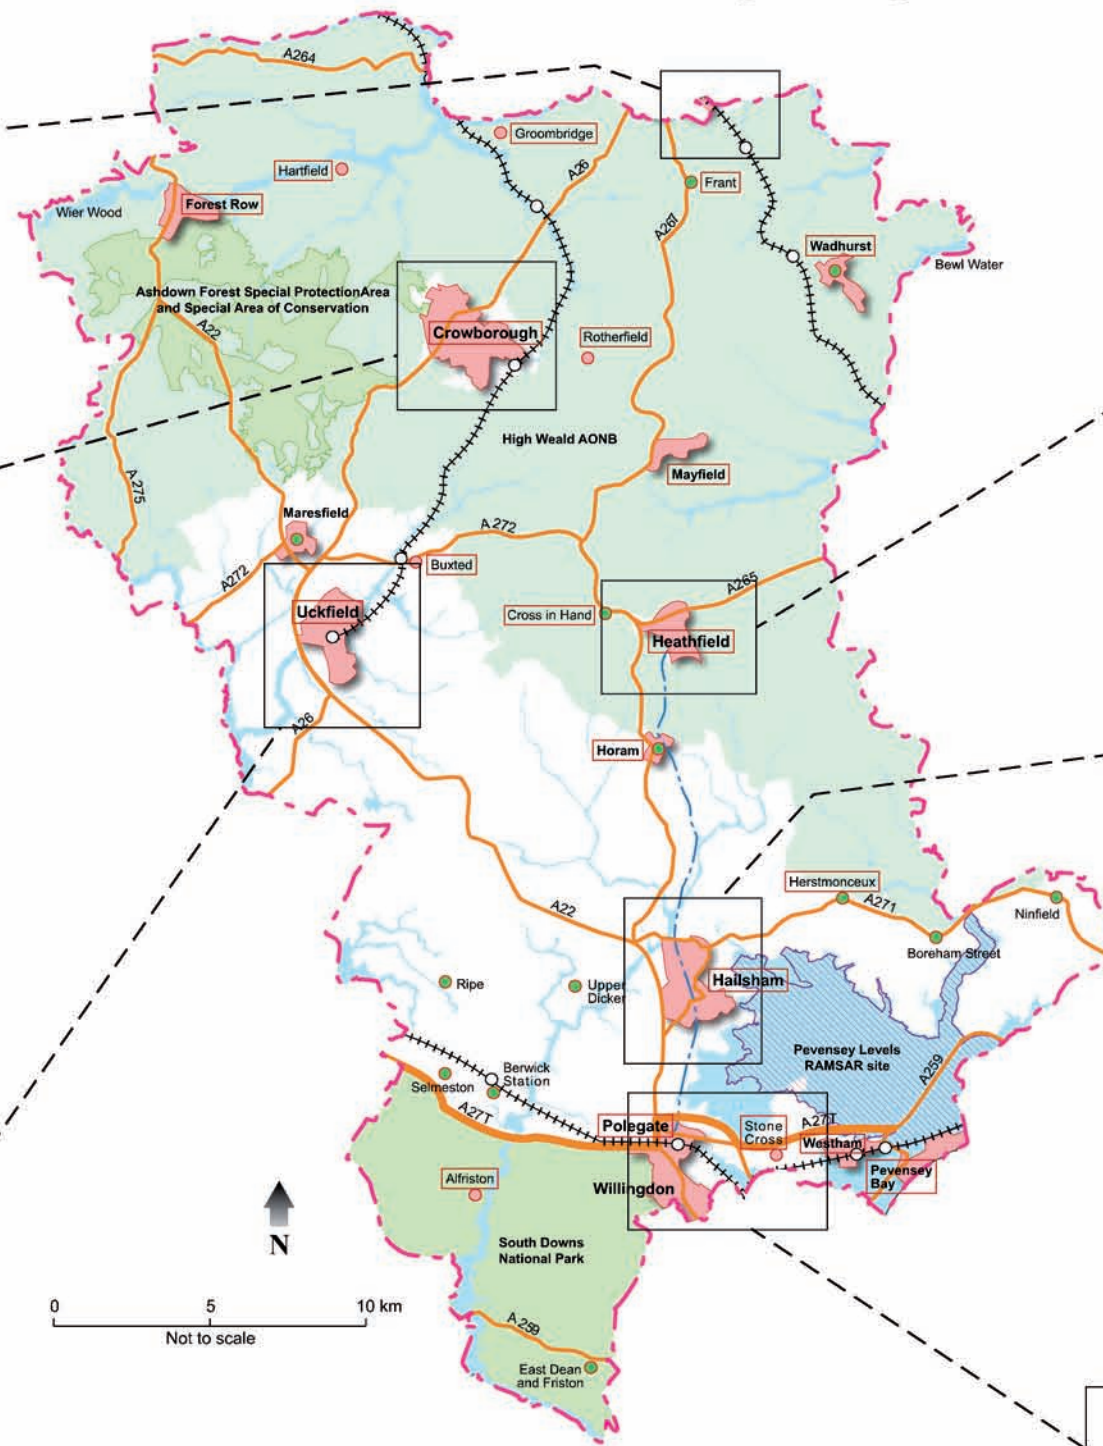 A264
Groombridge
A26
Hartfield
Frant
Forest Row
Wier Wood
A267
Wadhurst
Bewl Water
Ashdown Forest Special ProtectionArea
and Special Area of Conservation
A22
Crowborough
Rotherfield
High Weald AONB
Mayfield
A275
Maresfield
A272
Buxted
A272
A265
Uckfield
Cross in Hand
Heathfield
A26
Horam
Herstmonceux
A271
A22
Ninfield
Boreham Street
Ripe
Upper
Dicker
Hailsham
Pevensey Levels
RAMSAR site
A259
Berwick
Station
Selmeston
A27T
Polegate
Stone
Cross
A27T
Westham
Pevensey
Bay
Alfriston
Willingdon
N
South Downs
National Park
0 5 10 km
Not to scale
A259
East Dean
and Friston